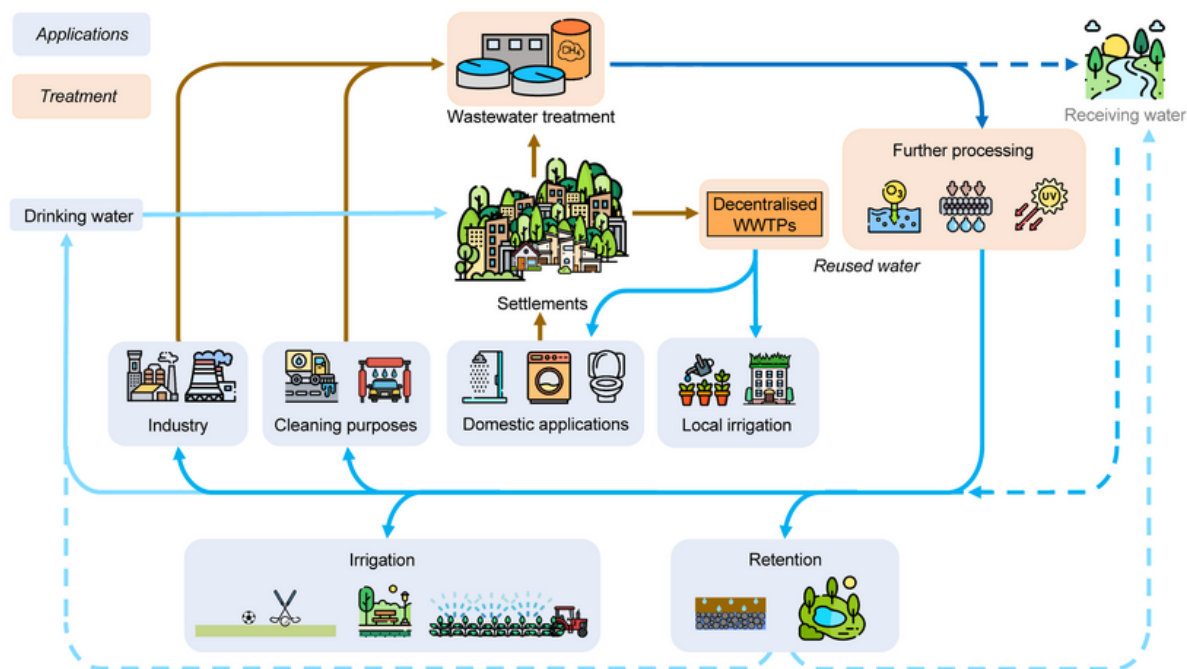 Applications
Treatment
Wastewater treatment
CH4
Receiving water
Further processing
O3
UV
Drinking water
Decentralised
WWTPs
Reused water
Settlements
Industry
Cleaning purposes
Domestic applications
Local irrigation
Irrigation
Retention